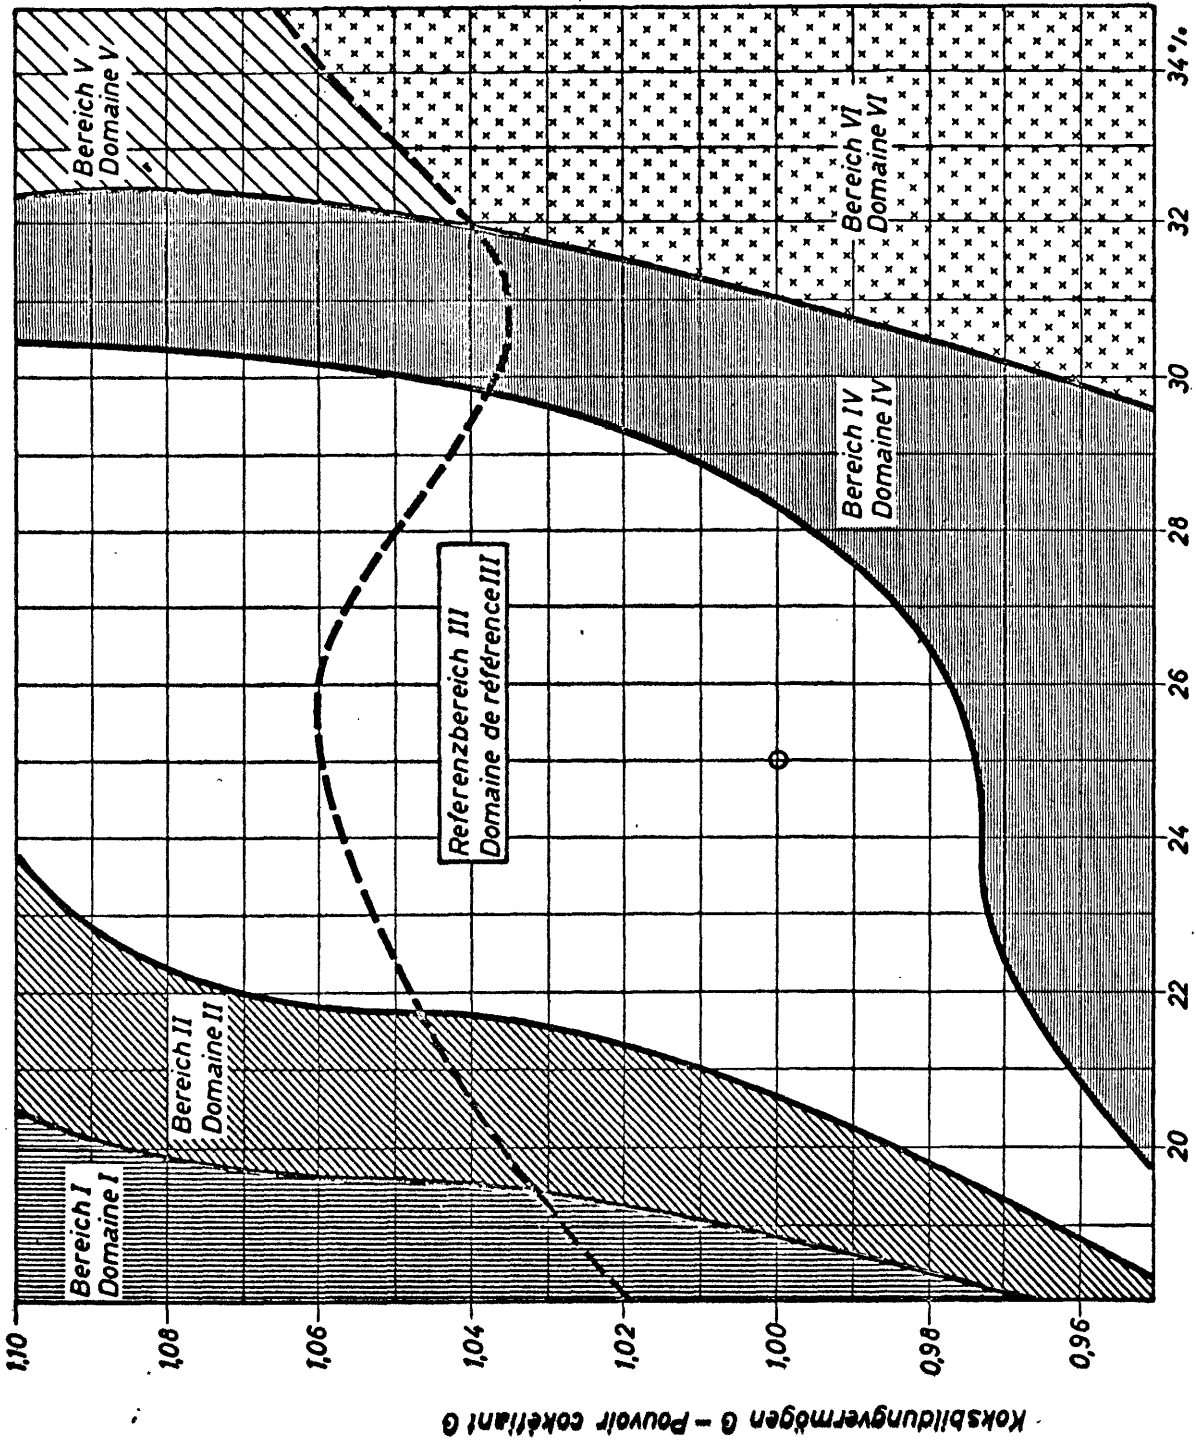 Bereich I
Domaine I
Bereich II
Domaine II
Referenzbereich III
Domaine de référence III
Bereich IV
Domaine IV
Bereich V
Domaine V
Bereich VI
Domaine VI
1,10
1,08
1,06
1,04
1,02
1,00
0,98
0,96
20
22
24
26
28
30
32
34%
Koksbildungvermögen G – Pouvoir cokéfiant G